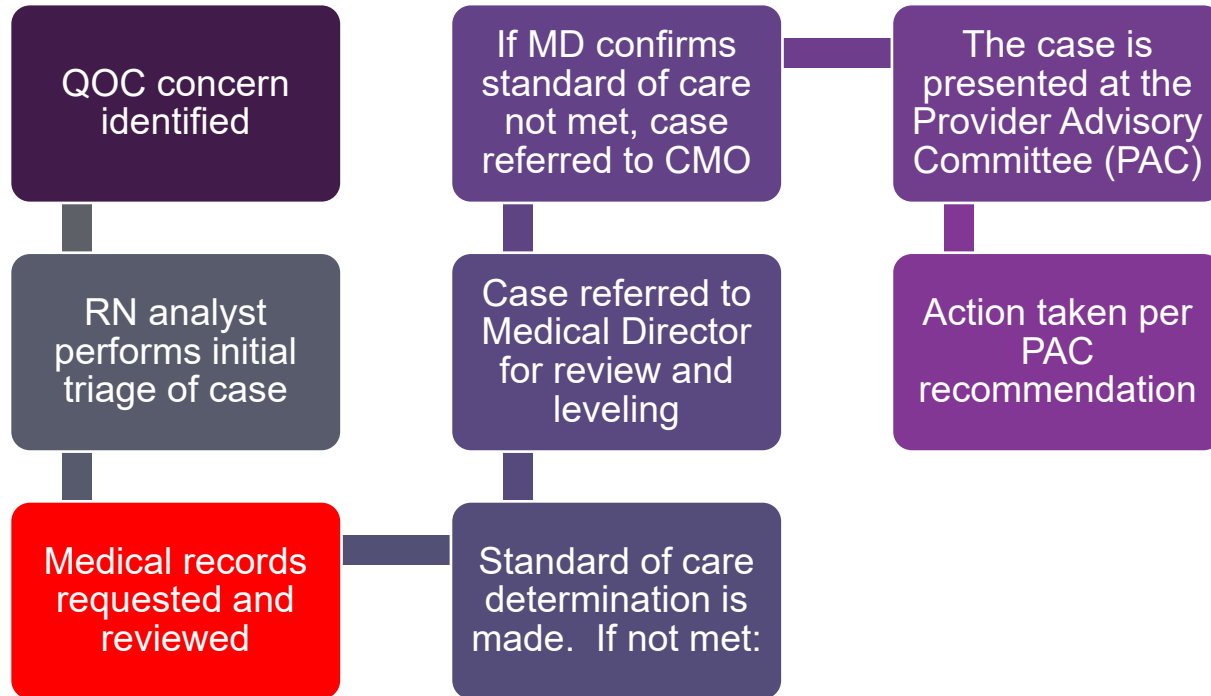 QOC concern
identified
RN analyst
performs initial
triage of case
Medical records
requested and
reviewed
Standard of care
determination is
made.  If not met:
Case referred to
Medical Director
for review and
leveling
If MD confirms
standard of care
not met, case
referred to CMO
The case is
presented at the
Provider Advisory
Committee (PAC)
Action taken per
PAC
recommendation